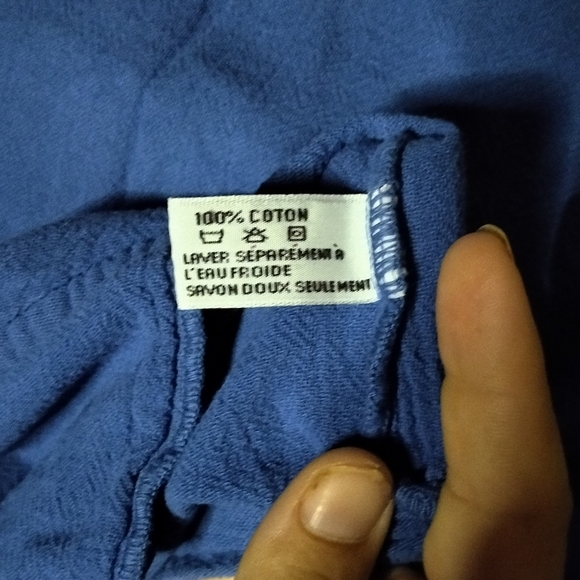 100% COTON
LAVER SÉPARÉMENT À
L'EAU FROIDE
SAVON DOUX SEULEMENT